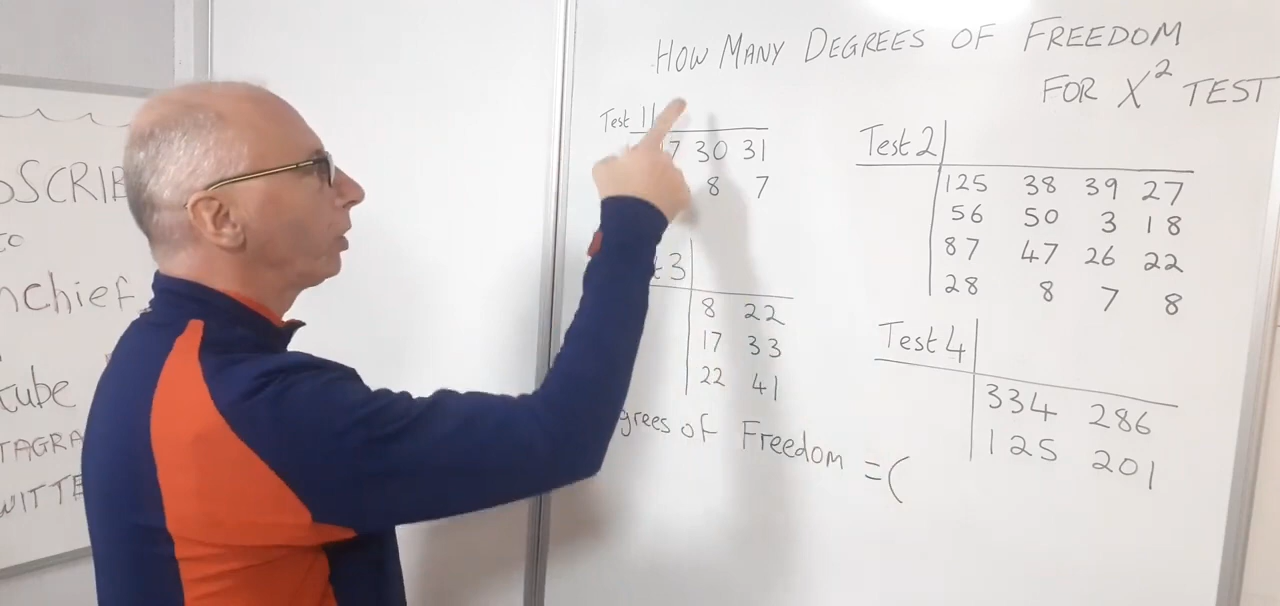 HOW MANY DEGREES OF FREEDOM
FOR X² TEST
Test 1
7 30 31
8 7
Test 2
125 38 39 27
56 50 3 18
87 47 26 22
28 8 7 8
3
8 22
17 33
22 41
Test 4
334 286
125 201
grees of Freedom =(
SCRIB
to
nchief
tube
TAGRA
WITTE